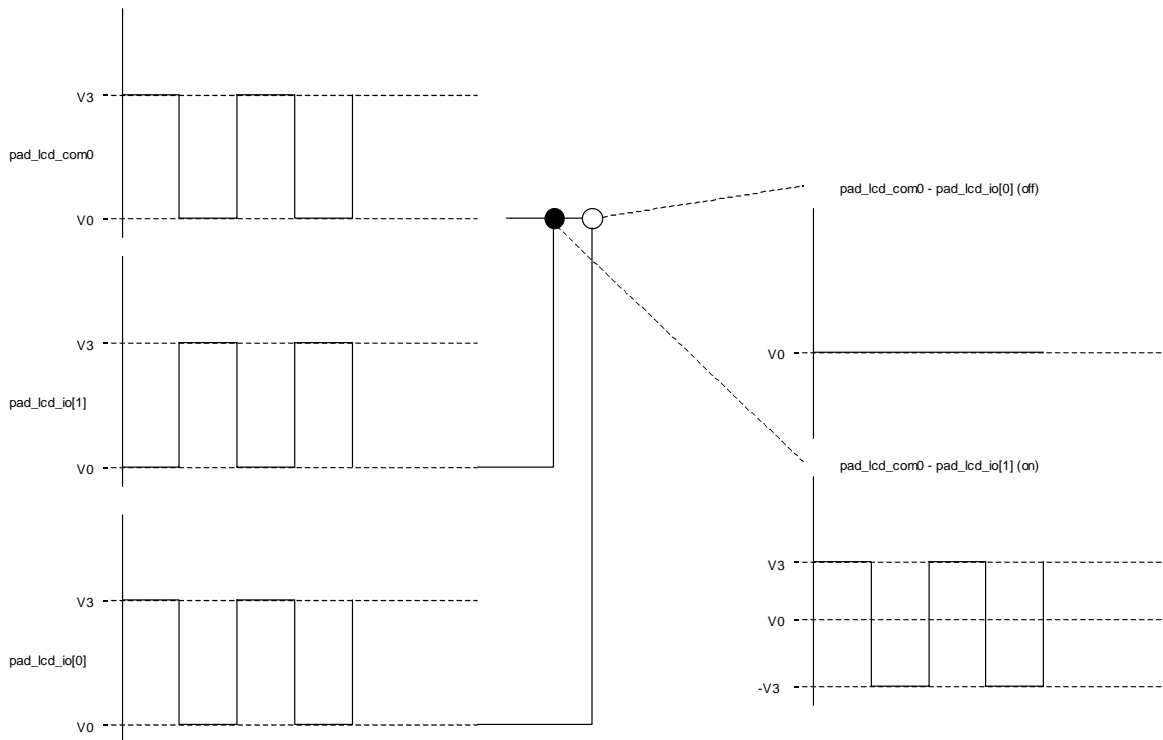 V3
pad_lcd_com0
V0
V3
pad_lcd_io[1]
V0
V3
pad_lcd_io[0]
V0
pad_lcd_com0 - pad_lcd_io[0] (off)
V0
pad_lcd_com0 - pad_lcd_io[1] (on)
V3
V0
-V3